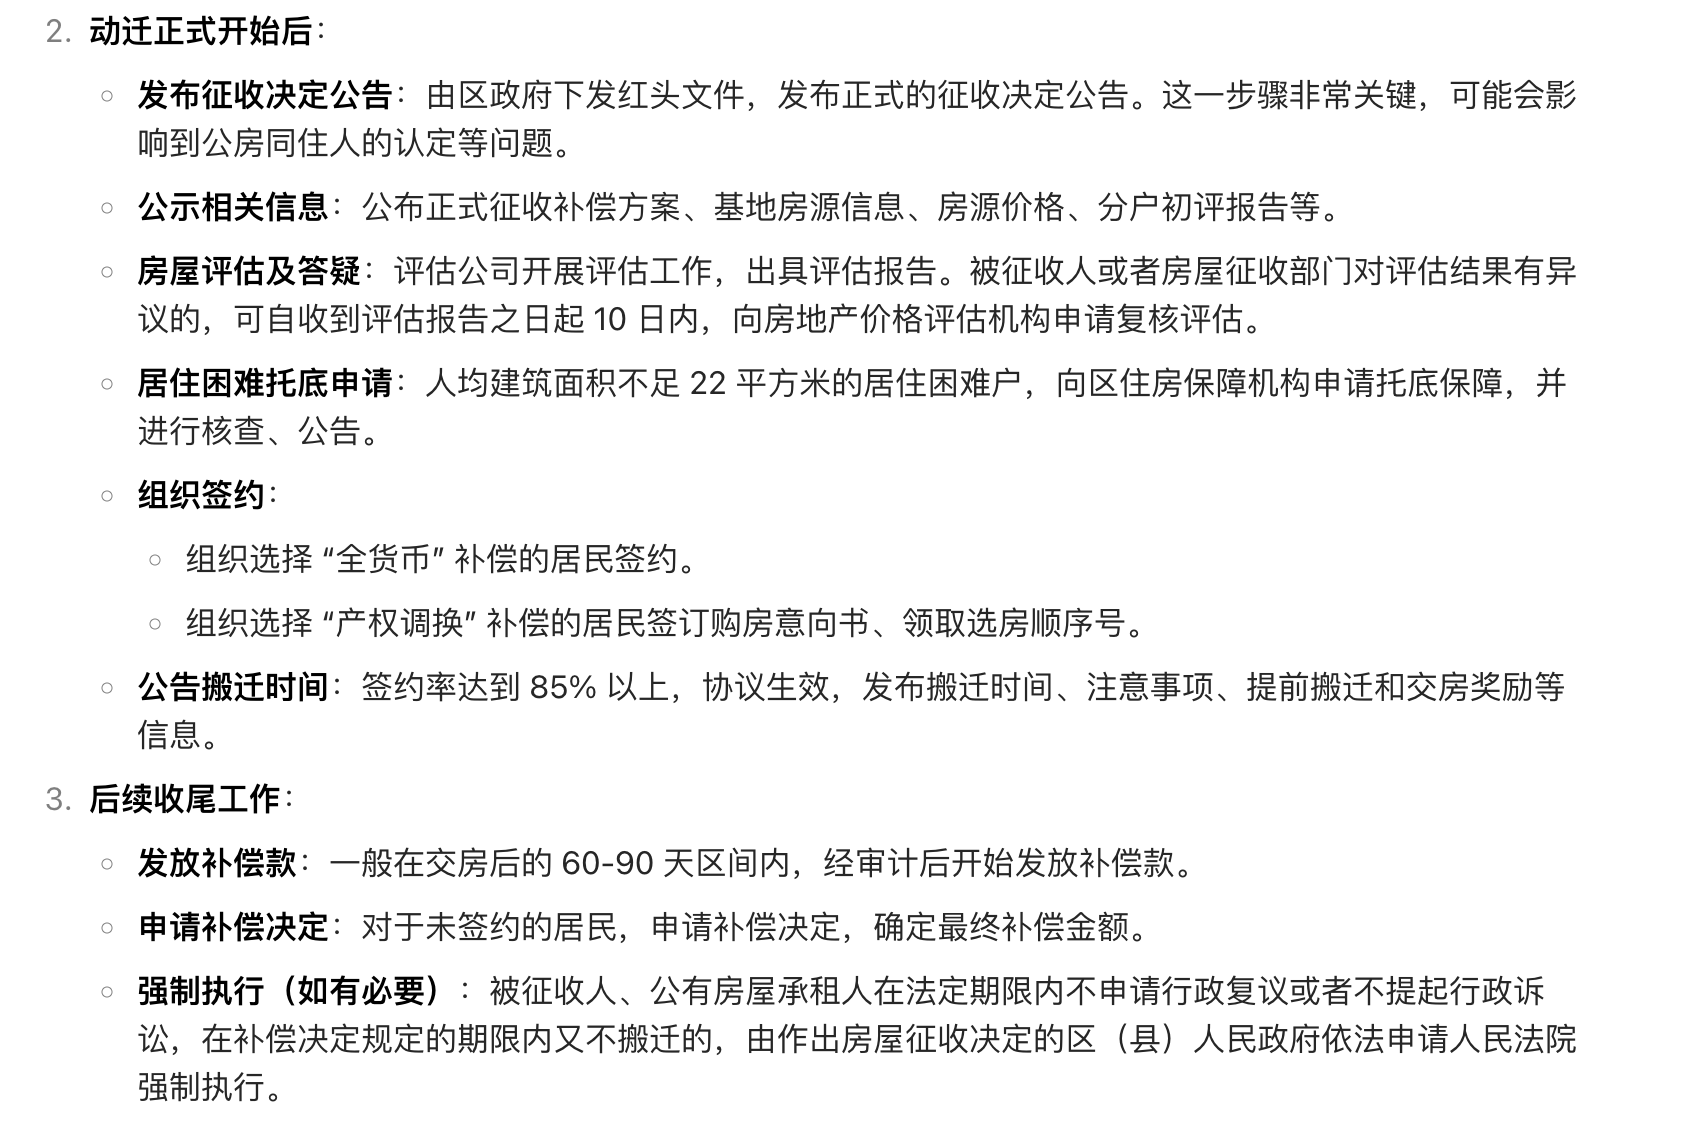 2. 动迁正式开始后：
发布征收决定公告：由区政府下发红头文件，发布正式的征收决定公告。这一步骤非常关键，可能会影
响到公房同住人的认定等问题。
公示相关信息：公布正式征收补偿方案、基地房源信息、房源价格、分户初评报告等。
房屋评估及答疑：评估公司开展评估工作，出具评估报告。被征收人或者房屋征收部门对评估结果有异
议的，可自收到评估报告之日起 10 日内，向房地产价格评估机构申请复核评估。
居住困难托底申请：人均建筑面积不足 22 平方米的居住困难户，向区住房保障机构申请托底保障，并
进行核查、公告。
组织签约：
组织选择 “全货币” 补偿的居民签约。
组织选择 “产权调换” 补偿的居民签订购房意向书、领取选房顺序号。
公告搬迁时间：签约率达到 85% 以上，协议生效，发布搬迁时间、注意事项、提前搬迁和交房奖励等
信息。
3. 后续收尾工作：
发放补偿款：一般在交房后的 60-90 天区间内，经审计后开始发放补偿款。
申请补偿决定：对于未签约的居民，申请补偿决定，确定最终补偿金额。
强制执行（如有必要）：被征收人、公有房屋承租人在法定期限内不申请行政复议或者不提起行政诉
讼，在补偿决定规定的期限内又不搬迁的，由作出房屋征收决定的区（县）人民政府依法申请人民法院
强制执行。